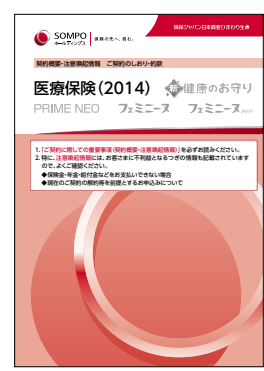 損保ジャパン日本興亜ひまわり生命
SOMPO
ホールディングス
保険の先へ、挑む。
契約概要・注意喚起情報 ご契約のしおり・約款
医療保険(2014) 新 健康のお守り
PRIME NEO フェミニーヌ フェミニーヌ
1.「ご契約に際しての重要事項(契約概要・注意喚起情報)」を必ずお読みください。
2.特に、注意喚起情報には、お客さまに不利益となるつぎの情報も記載されています
ので、よくご確認ください。
◆保険金・年金・給付金などをお支払いできない場合
◆現在のご契約の解約等を前提とするお申込みについて